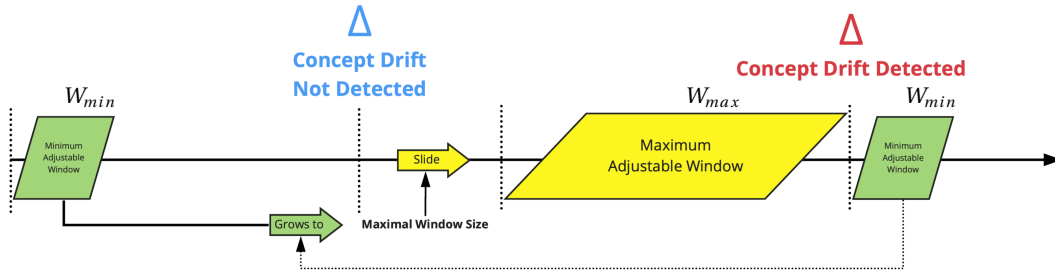 Δ
Concept Drift
Not Detected
Δ
Concept Drift Detected
W_min
W_max
W_min
Minimum
Adjustable
Window
Slide
Maximum
Adjustable Window
Minimum
Adjustable
Window
Grows to
Maximal Window Size